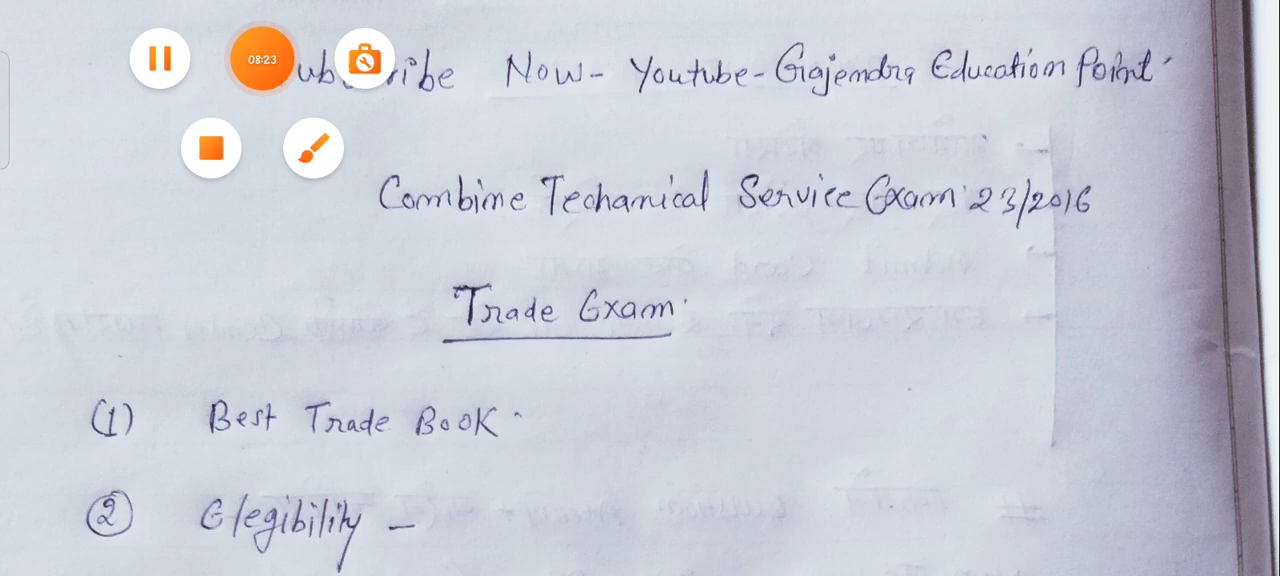 08:23
Subscribe Now- Youtube- Gajendra Education Point
Combine Techanical Service Exam 23/2016
Trade Exam
(1) Best Trade Book
(2) Elegibility -